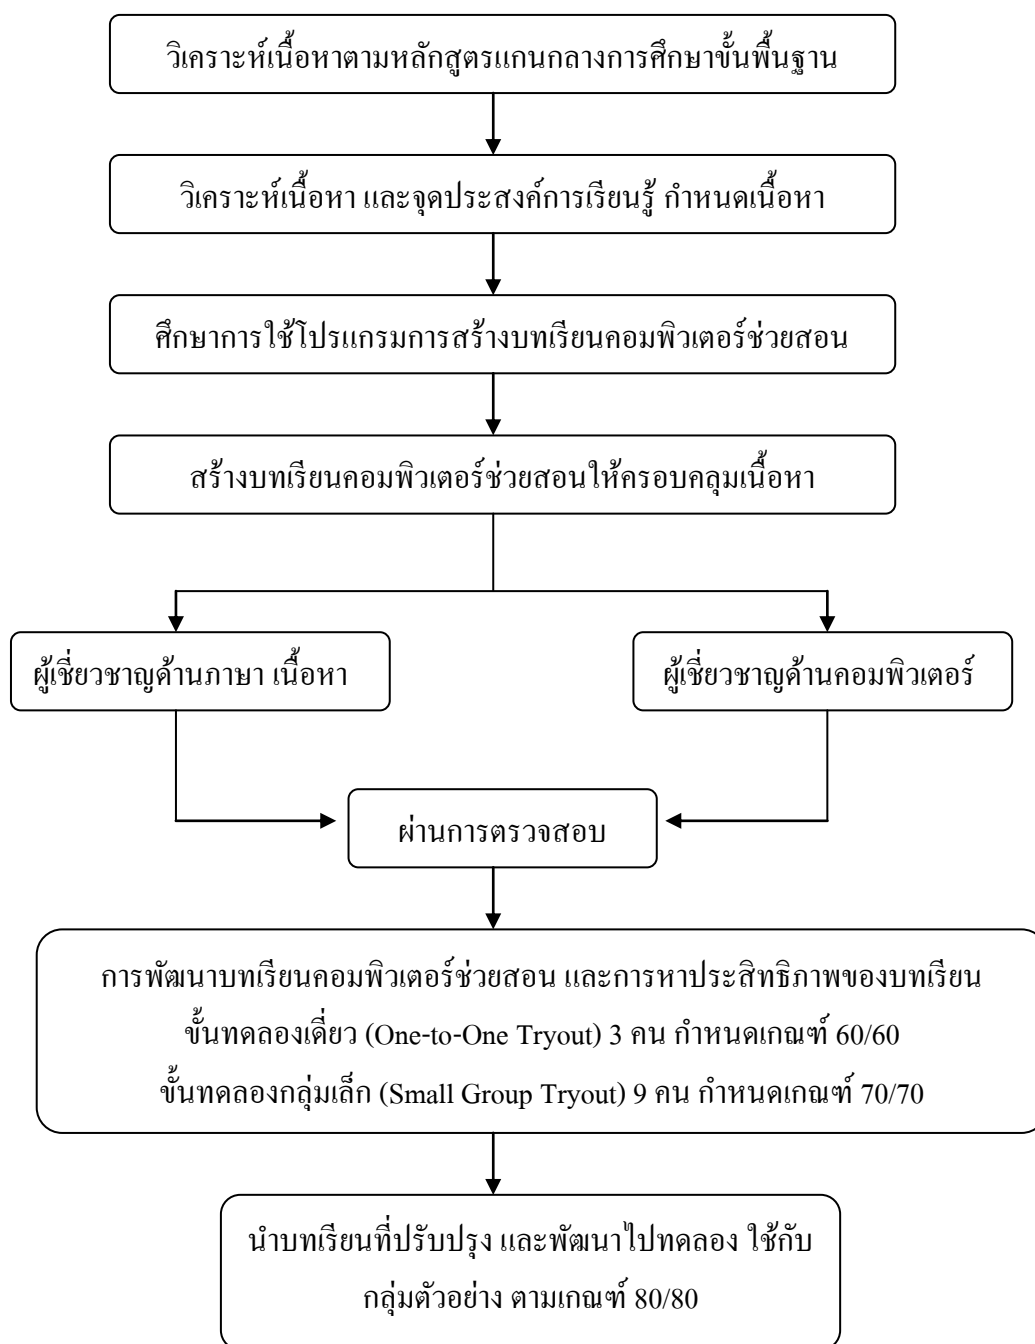 วิเคราะห์เนื้อหาตามหลักสูตรแกนกลางการศึกษาขั้นพื้นฐาน
วิเคราะห์เนื้อหา และจุดประสงค์การเรียนรู้ กำหนดเนื้อหา
ศึกษาการใช้โปรแกรมการสร้างบทเรียนคอมพิวเตอร์ช่วยสอน
สร้างบทเรียนคอมพิวเตอร์ช่วยสอนให้ครอบคลุมเนื้อหา
ผู้เชี่ยวชาญด้านภาษา เนื้อหา
ผู้เชี่ยวชาญด้านคอมพิวเตอร์
ผ่านการตรวจสอบ
การพัฒนาบทเรียนคอมพิวเตอร์ช่วยสอน และการหาประสิทธิภาพของบทเรียน
ขั้นทดลองเดี่ยว (One-to-One Tryout) 3 คน กำหนดเกณฑ์ 60/60
ขั้นทดลองกลุ่มเล็ก (Small Group Tryout) 9 คน กำหนดเกณฑ์ 70/70
นำบทเรียนที่ปรับปรุง และพัฒนาไปทดลอง ใช้กับ
กลุ่มตัวอย่าง ตามเกณฑ์ 80/80